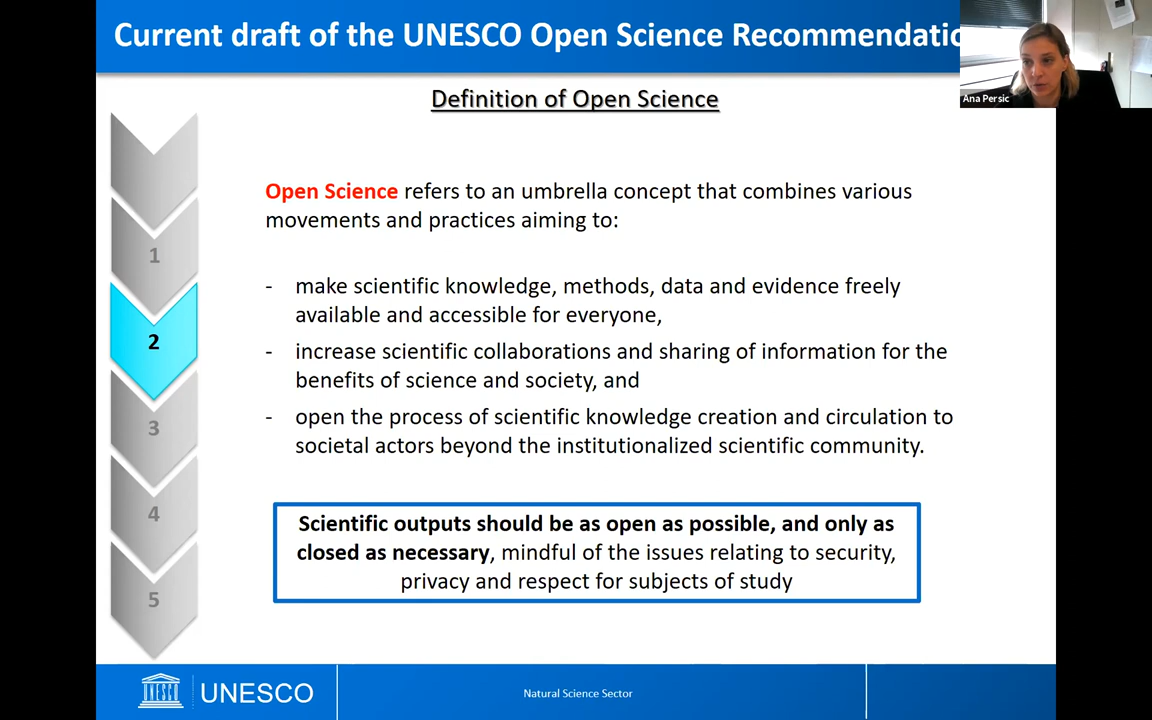 Current draft of the UNESCO Open Science Recommendatio
Ana Persic
Definition of Open Science
1
2
3
4
5
Open Science refers to an umbrella concept that combines various
movements and practices aiming to:
- make scientific knowledge, methods, data and evidence freely
available and accessible for everyone,
- increase scientific collaborations and sharing of information for the
benefits of science and society, and
- open the process of scientific knowledge creation and circulation to
societal actors beyond the institutionalized scientific community.
Scientific outputs should be as open as possible, and only as
closed as necessary, mindful of the issues relating to security,
privacy and respect for subjects of study
UNESCO
Natural Science Sector